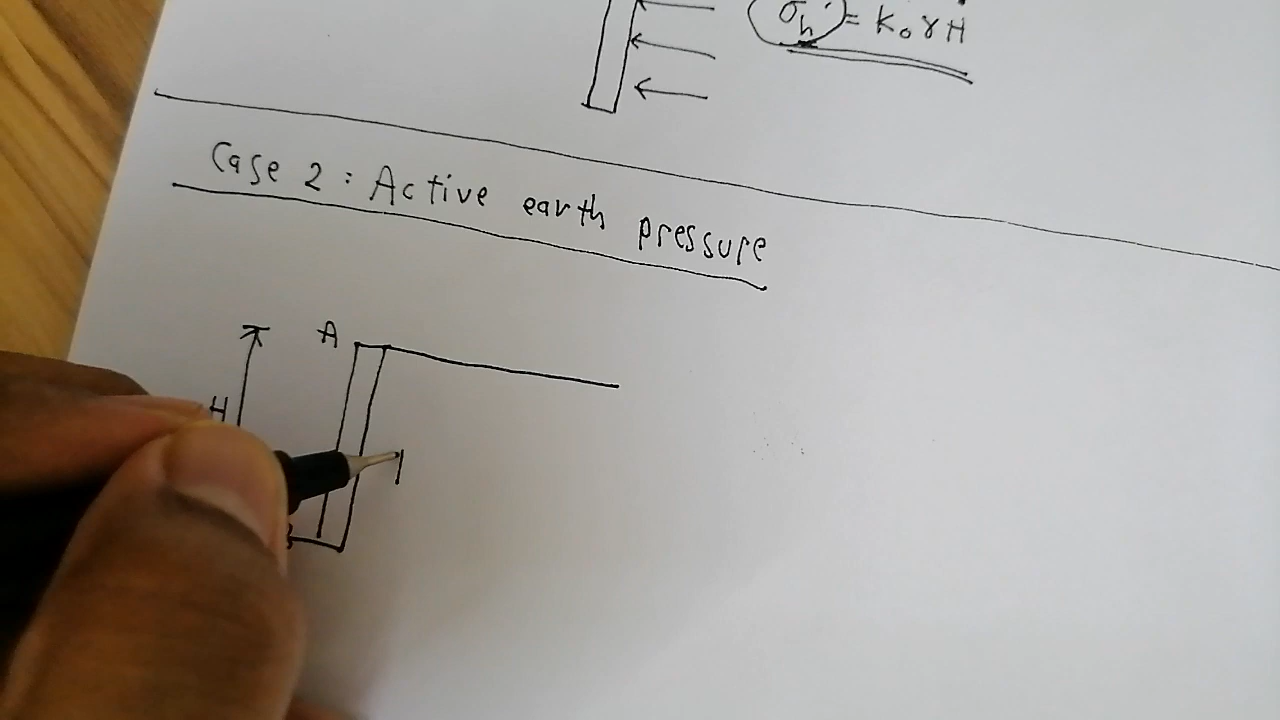 σh' = K₀γH
Case 2 : Active earth pressure
A
H